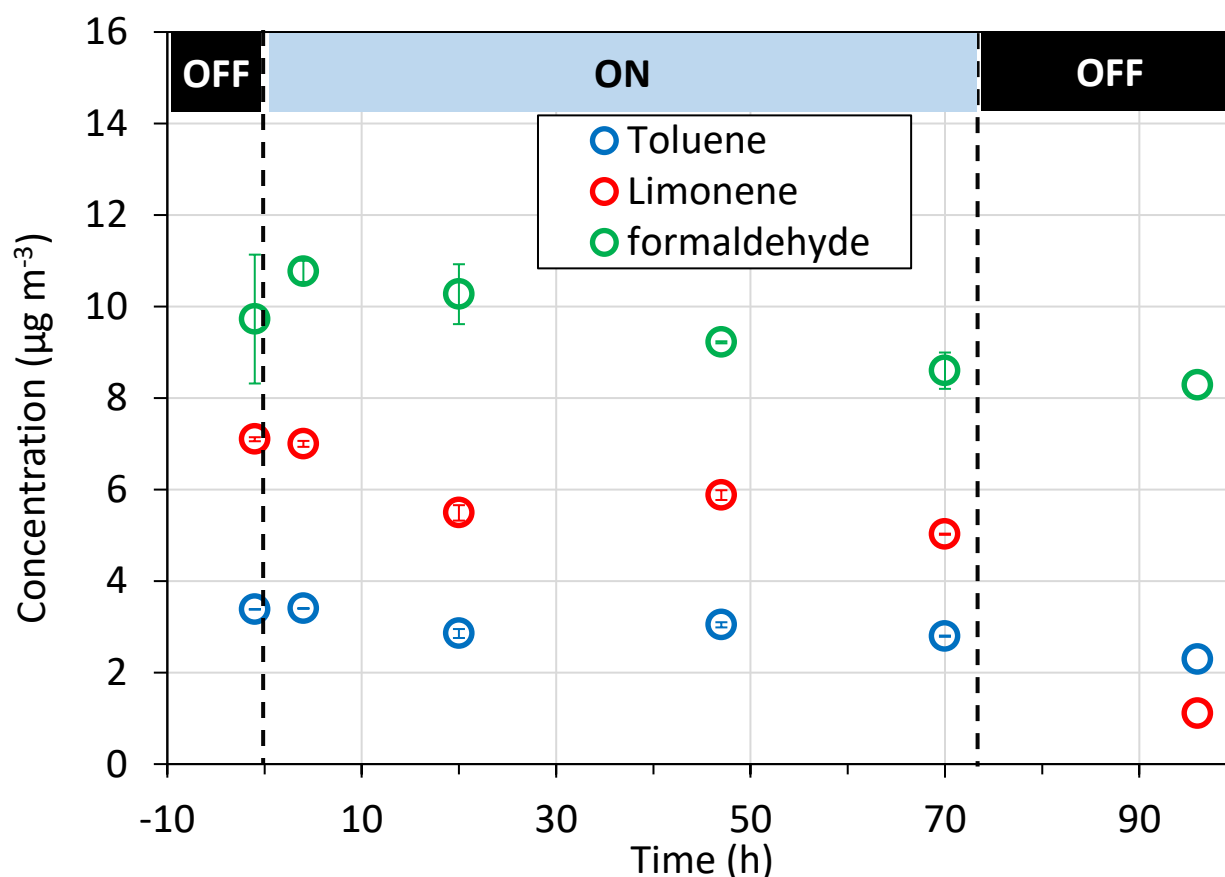 16
14
12
10
8
6
4
2
0
Concentration (µg m-3)
OFF
ON
OFF
Toluene
Limonene
formaldehyde
-10
10
30
50
70
90
Time (h)